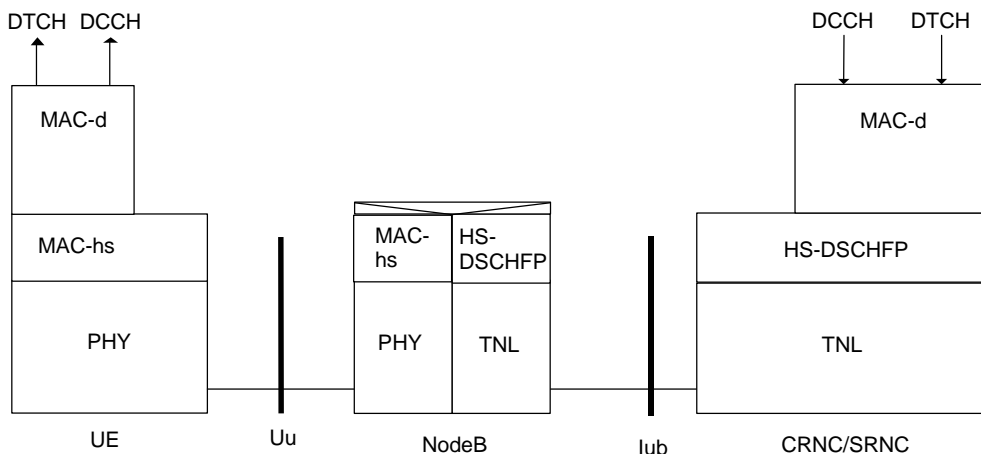 DTCH DCCH
DCCH DTCH
MAC-d
MAC-d
MAC-hs
MAC-
hs
HS-
DSCHFP
HS-DSCHFP
PHY
PHY
TNL
TNL
UE
Uu
NodeB
Iub
CRNC/SRNC